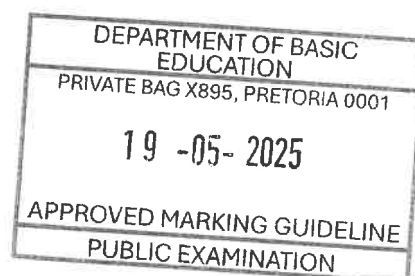 DEPARTMENT OF BASIC
EDUCATION
PRIVATE BAG X895, PRETORIA 0001
19 -05- 2025
APPROVED MARKING GUIDELINE
PUBLIC EXAMINATION